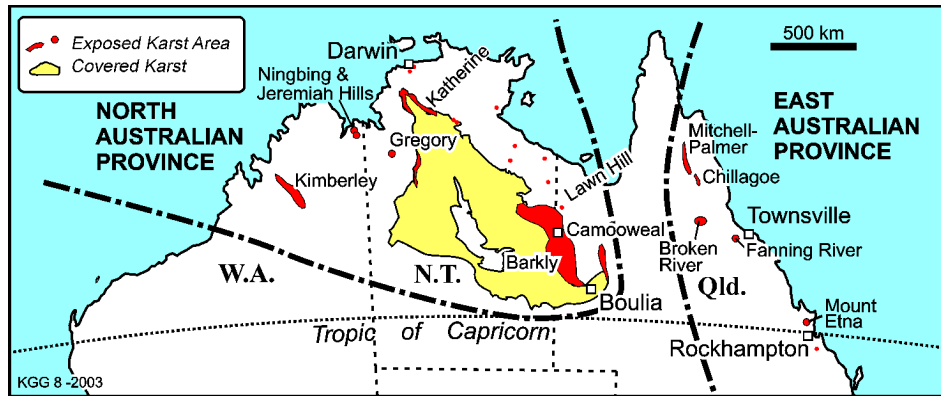 Exposed Karst Area
Covered Karst
Darwin
500 km
Ningbing &
Jeremiah Hills
Katherine
NORTH
AUSTRALIAN
PROVINCE
EAST
AUSTRALIAN
PROVINCE
Gregory
Mitchell-
Palmer
Chillagoe
Kimberley
Lawn Hill
Townsville
Camooweal
Broken
River
Fanning River
Barkly
W.A.
N.T.
Qld.
Boulia
Mount
Etna
Tropic of Capricorn
Rockhampton
KGG 8 -2003